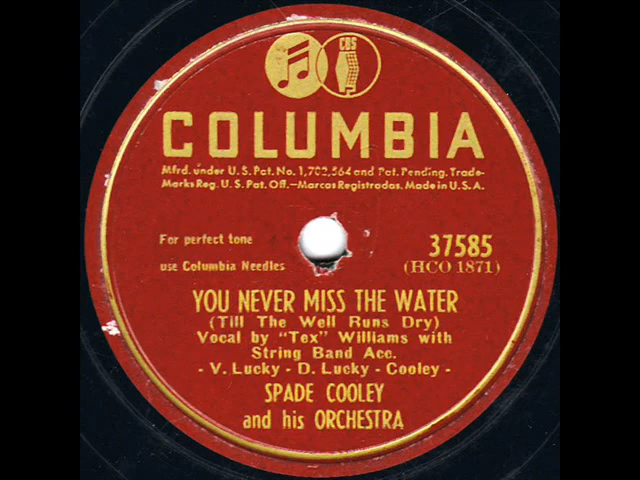 CBS
COLUMBIA
Mfrd. under U.S. Pat. No. 1,702,564 and Pat. Pending. Trade-
Marks Reg. U.S. Pat. Off.—Marcas Registradas. Made in U.S.A.
For perfect tone
use Columbia Needles
37585
(HCO 1871)
YOU NEVER MISS THE WATER
(Till The Well Runs Dry)
Vocal by "Tex" Williams with
String Band Acc.
- V. Lucky - D. Lucky - Cooley -
SPADE COOLEY
and his ORCHESTRA